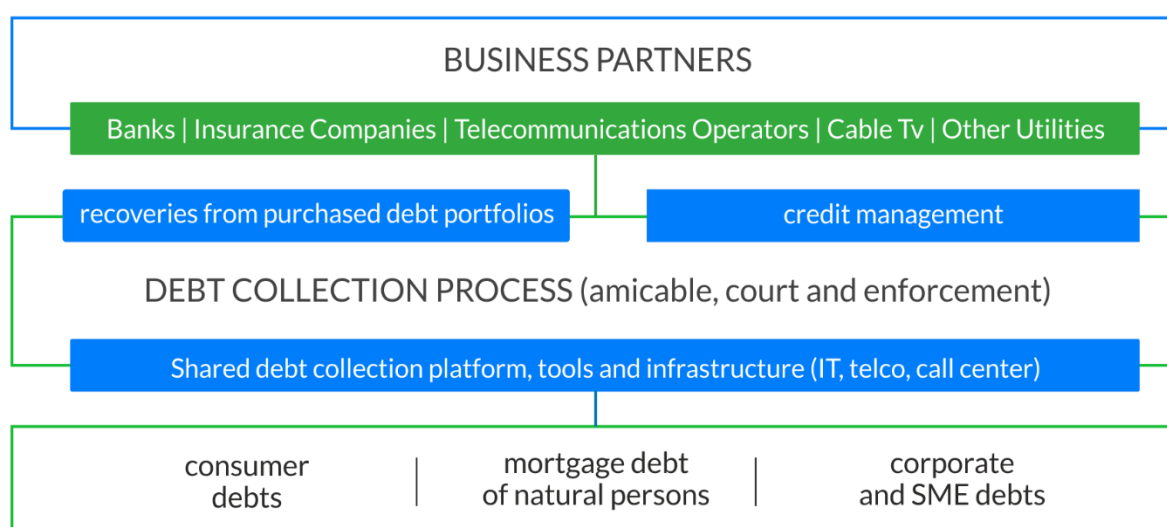 BUSINESS PARTNERS
Banks | Insurance Companies | Telecommunications Operators | Cable Tv | Other Utilities
recoveries from purchased debt portfolios
credit management
DEBT COLLECTION PROCESS (amicable, court and enforcement)
Shared debt collection platform, tools and infrastructure (IT, telco, call center)
consumer
debts
mortgage debt
of natural persons
corporate
and SME debts